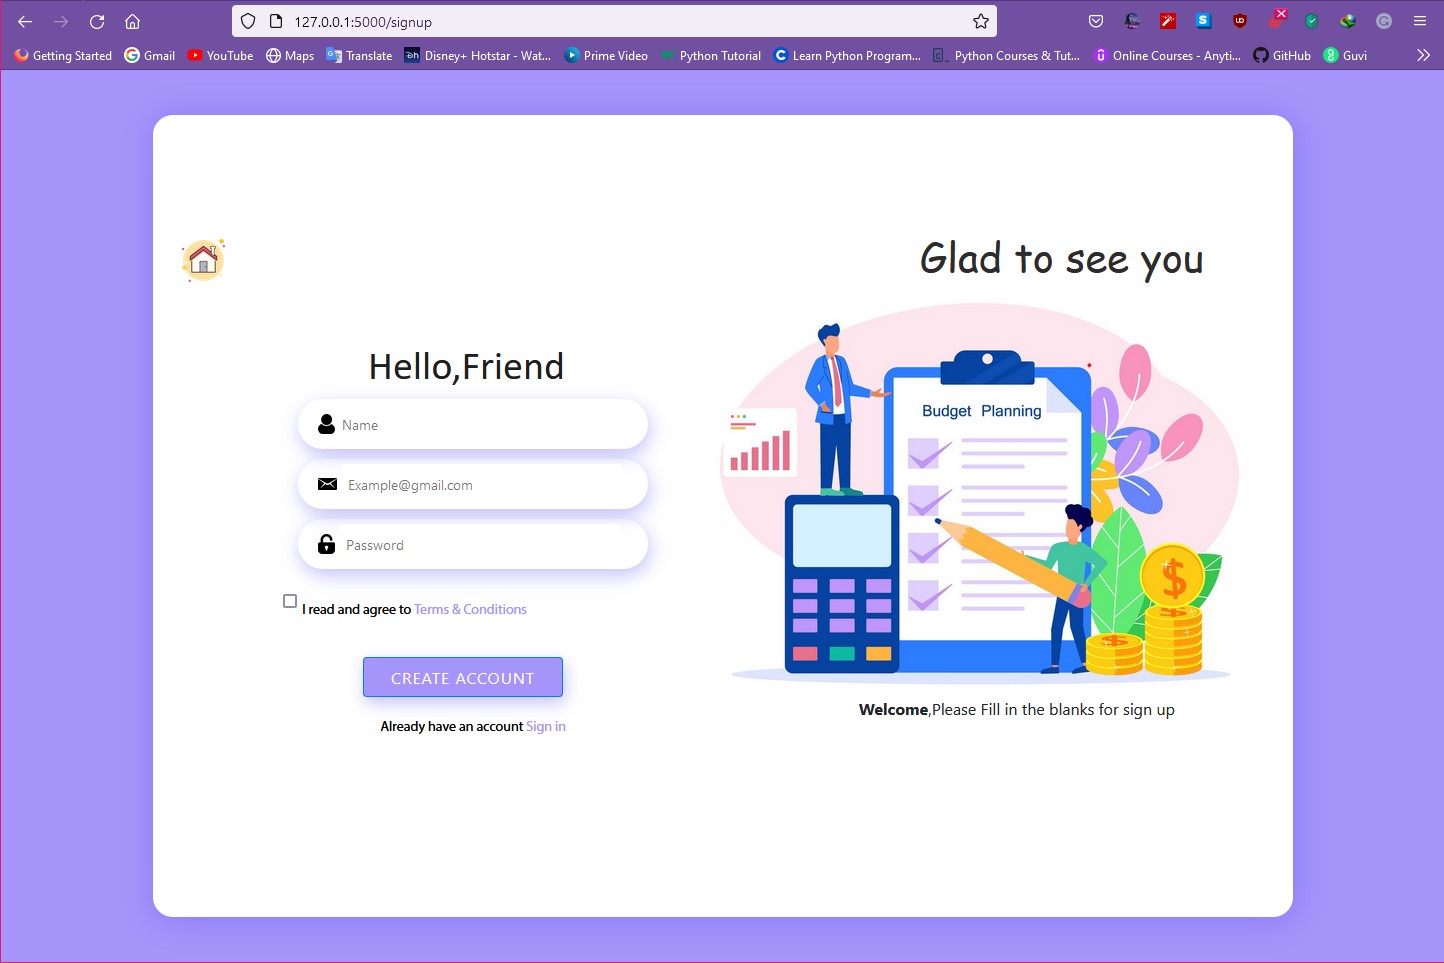 127.0.0.1:5000/signup
Getting Started Gmail YouTube Maps Translate Disney+ Hotstar - Wat... Prime Video Python Tutorial Learn Python Program... Python Courses & Tut... Online Courses - Anyti... GitHub Guvi
Glad to see you
Hello,Friend
Name
Example@gmail.com
Password
I read and agree to Terms & Conditions
CREATE ACCOUNT
Already have an account Sign in
Budget Planning
Welcome,Please Fill in the blanks for sign up